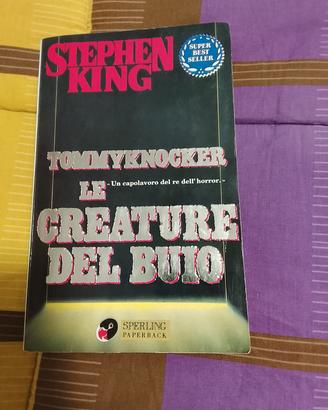 STEPHEN
KING
SUPER
BEST
SELLER
TOMMYKNOCKER
- Un capolavoro del re dell'horror. -
LE
CREATURE
DEL BUIO
SPERLING
PAPERBACK